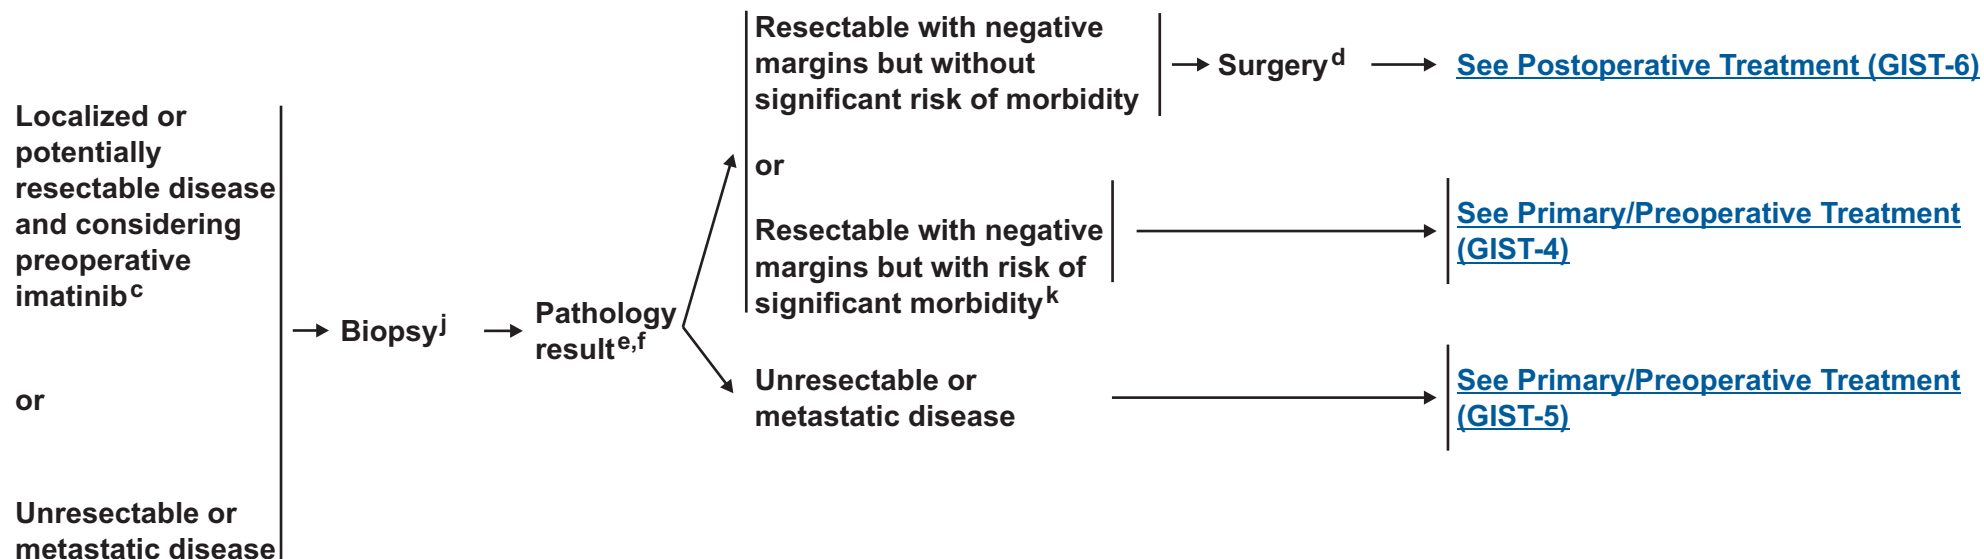 Localized or
potentially
resectable disease
and considering
preoperative
imatinib c
or
Unresectable or
metastatic disease
Biopsy j
Pathology
result e,f
Resectable with negative
margins but without
significant risk of morbidity
or
Resectable with negative
margins but with risk of
significant morbidity k
Unresectable or
metastatic disease
Surgery d
See Postoperative Treatment (GIST-6)
See Primary/Preoperative Treatment
(GIST-4)
See Primary/Preoperative Treatment
(GIST-5)